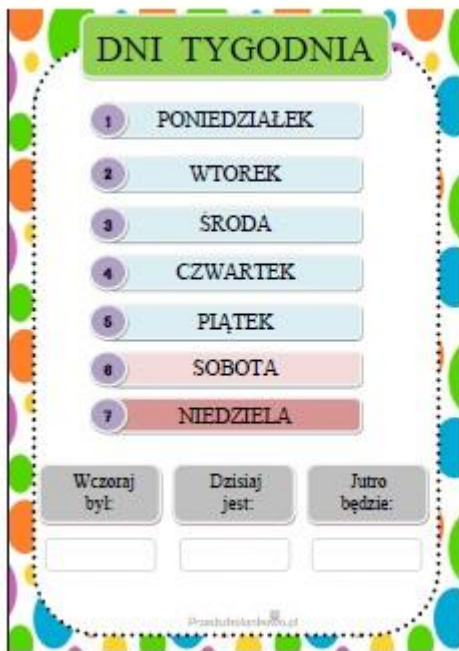 DNI TYGODNIA
1 PONIEDZIAŁEK
2 WTOREK
3 ŚRODA
4 CZWARTEK
5 PIĄTEK
6 SOBOTA
7 NIEDZIELA
Wczoraj Dzisiaj Jutro
był: jest: będzie: